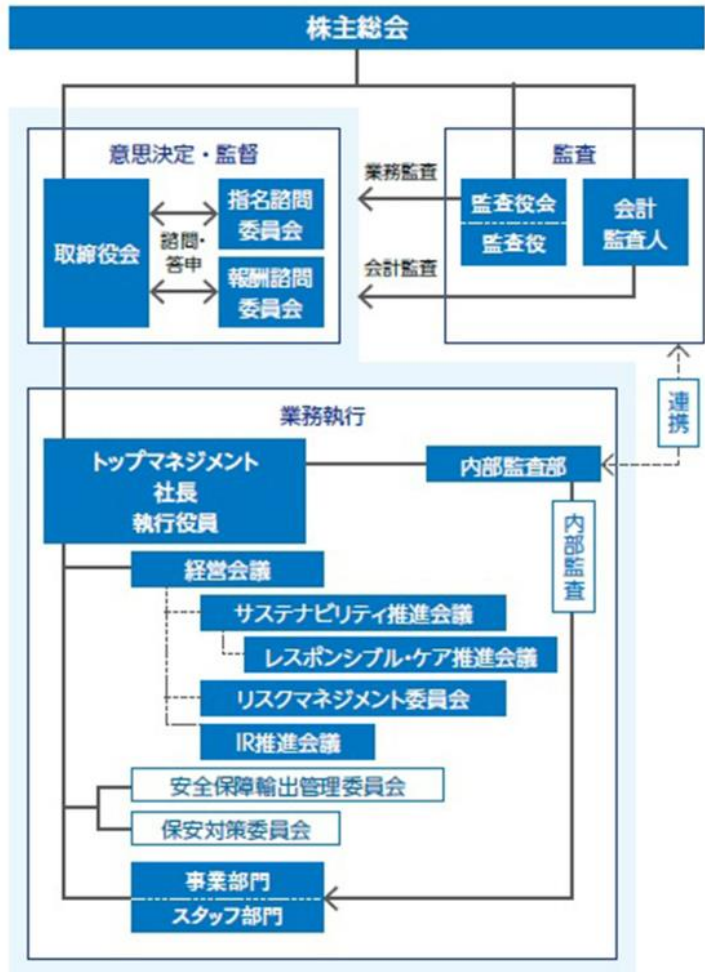 株主総会
意思決定・監督
取締役会
諮問・
答申
指名諮問
委員会
報酬諮問
委員会
業務監査
会計監査
監査
監査役会
監査役
会計
監査人
連携
業務執行
トップマネジメント
社長
執行役員
内部監査部
内部監査
経営会議
サステナビリティ推進会議
レスポンシブル・ケア推進会議
リスクマネジメント委員会
IR推進会議
安全保障輸出管理委員会
保安対策委員会
事業部門
スタッフ部門